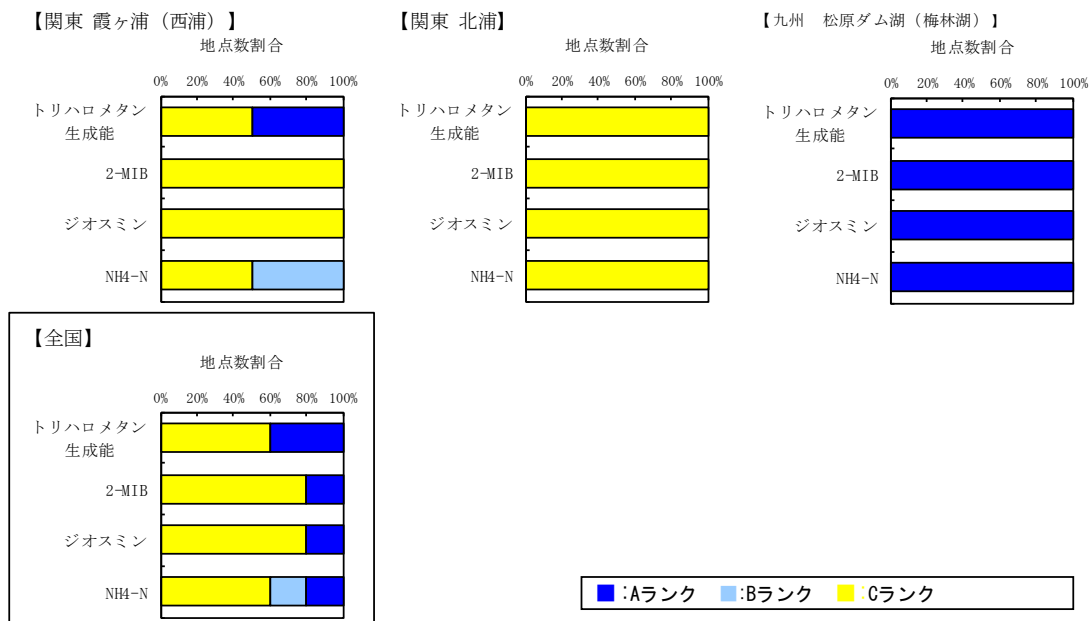 【関東 霞ヶ浦（西浦）】
地点数割合
0% 20% 40% 60% 80% 100%
トリハロメタン
生成能
2-MIB
ジオスミン
NH4-N
【関東 北浦】
地点数割合
0% 20% 40% 60% 80% 100%
トリハロメタン
生成能
2-MIB
ジオスミン
NH4-N
【九州 松原ダム湖（梅林湖）】
地点数割合
0% 20% 40% 60% 80% 100%
トリハロメタン
生成能
2-MIB
ジオスミン
NH4-N
【全国】
地点数割合
0% 20% 40% 60% 80% 100%
トリハロメタン
生成能
2-MIB
ジオスミン
NH4-N
:Aランク :Bランク :Cランク